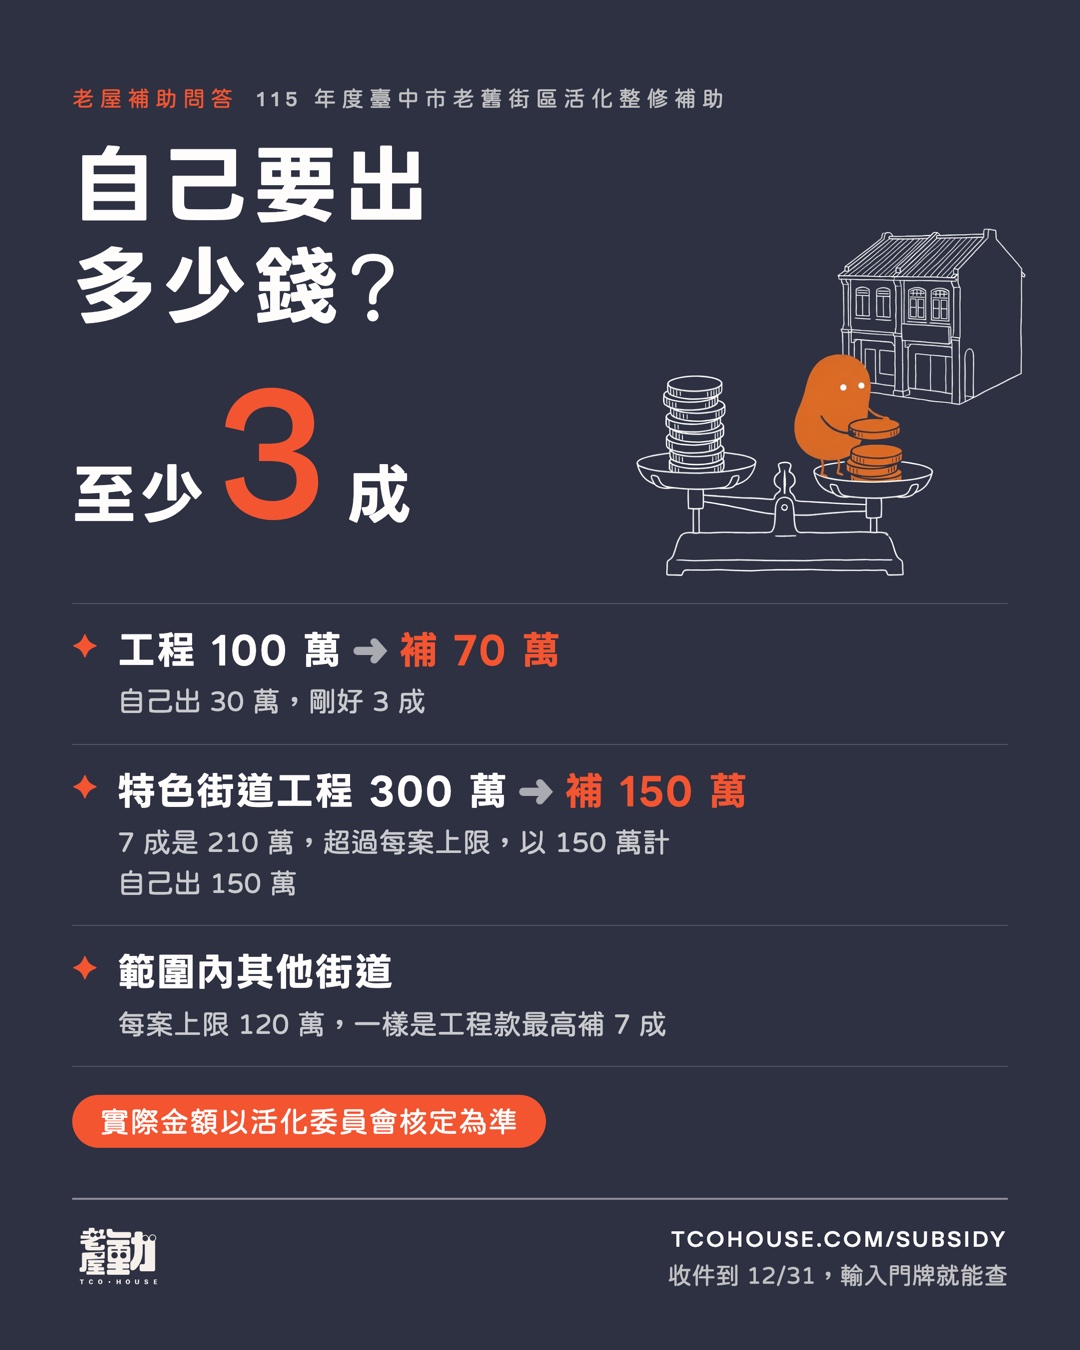 老屋補助問答 115 年度臺中市老舊街區活化整修補助
自己要出
多少錢?
至少 3 成
工程 100 萬 → 補 70 萬
自己出 30 萬,剛好 3 成
特色街道工程 300 萬 → 補 150 萬
7 成是 210 萬,超過每案上限,以 150 萬計
自己出 150 萬
範圍內其他街道
每案上限 120 萬,一樣是工程款最高補 7 成
實際金額以活化委員會核定為準
老屋動
TCO·HOUSE
TCOHOUSE.COM/SUBSIDY
收件到 12/31,輸入門牌就能查